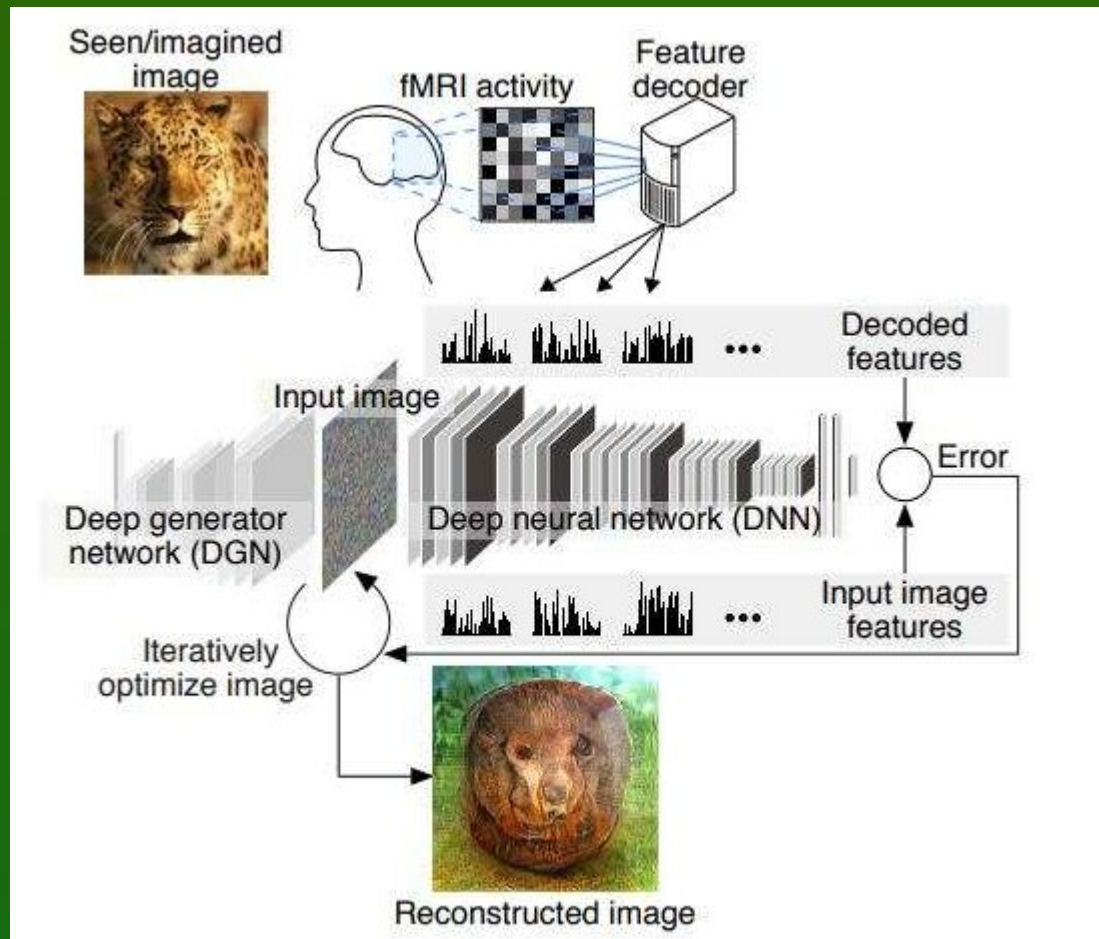 Seen/imagined
image
fMRI activity
Feature
decoder
Decoded
features
Input image
Error
Deep generator
network (DGN)
Deep neural network (DNN)
Input image
features
Iteratively
optimize image
Reconstructed image